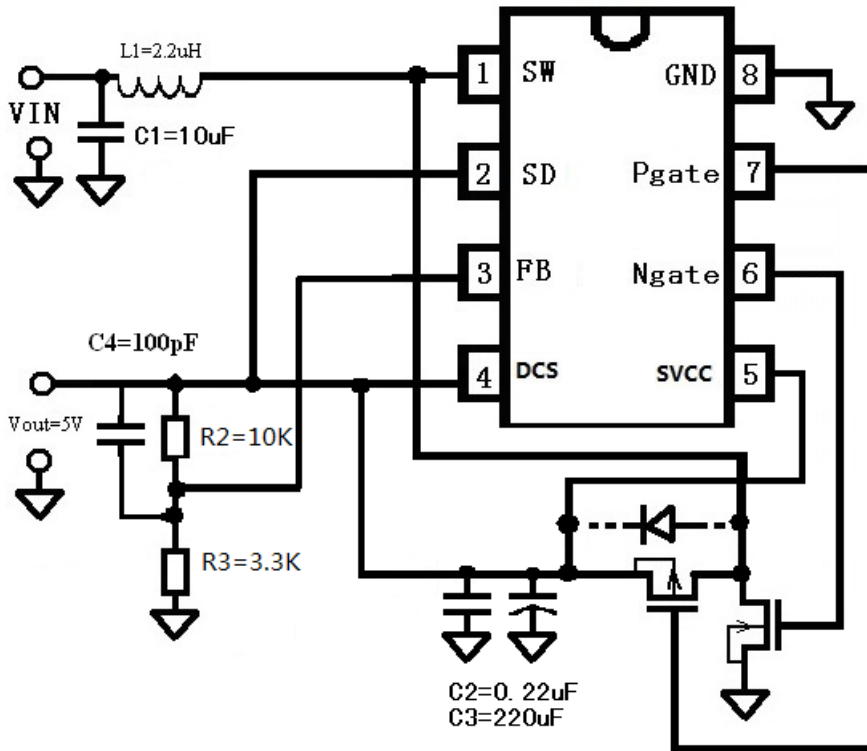 L1=2.2uH
VIN
C1=10uF
1 SW
GND 8
2 SD
Pgate 7
3 FB
Ngate 6
4 DCS
SVCC 5
C4=100pF
Vout=5V
R2=10K
R3=3.3K
C2=0.22uF
C3=220uF